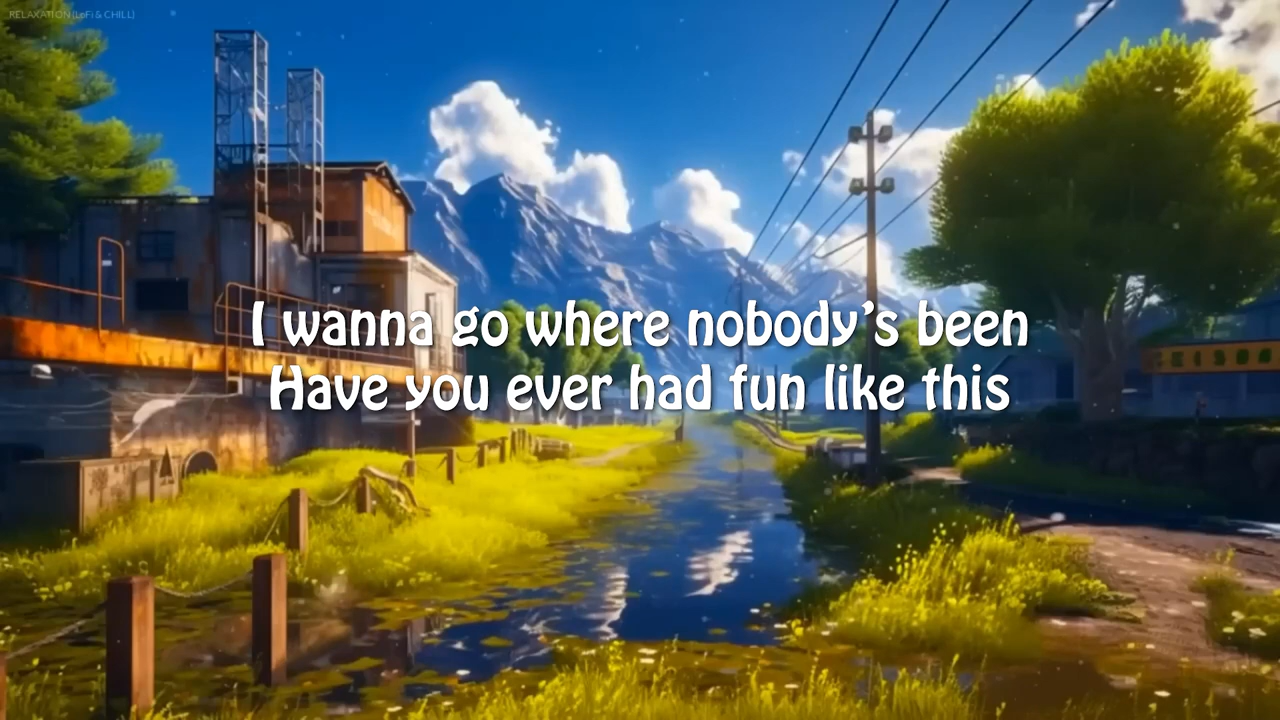 RELAXATION (LoFi & CHILL)
I wanna go where nobody's been
Have you ever had fun like this